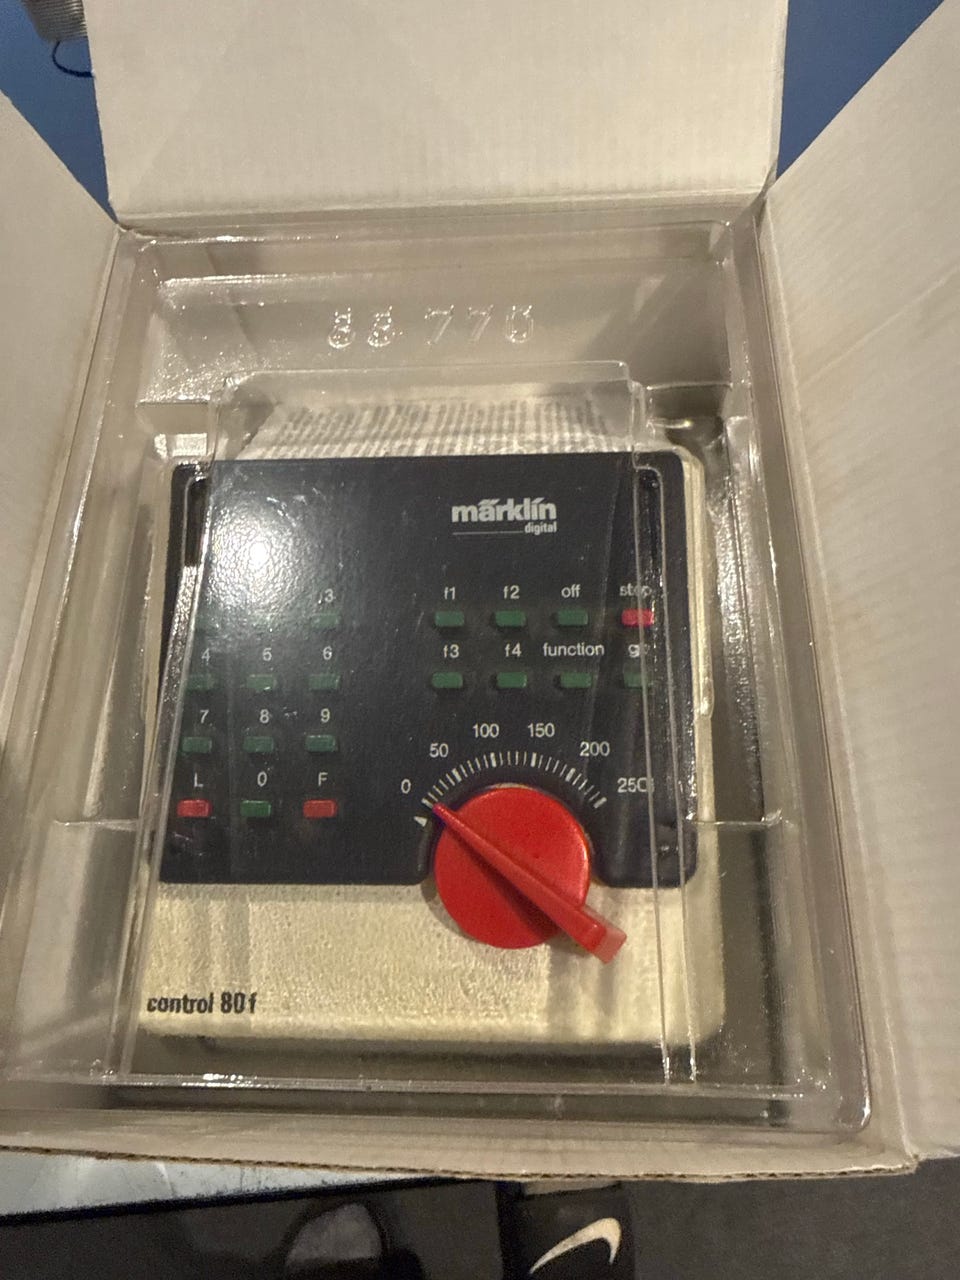 88 770
märklin
digital
3 f1 f2 off stop
4 5 6 f3 f4 function go
7 8 9
L 0 F
0 50 100 150 200 250
control 80f